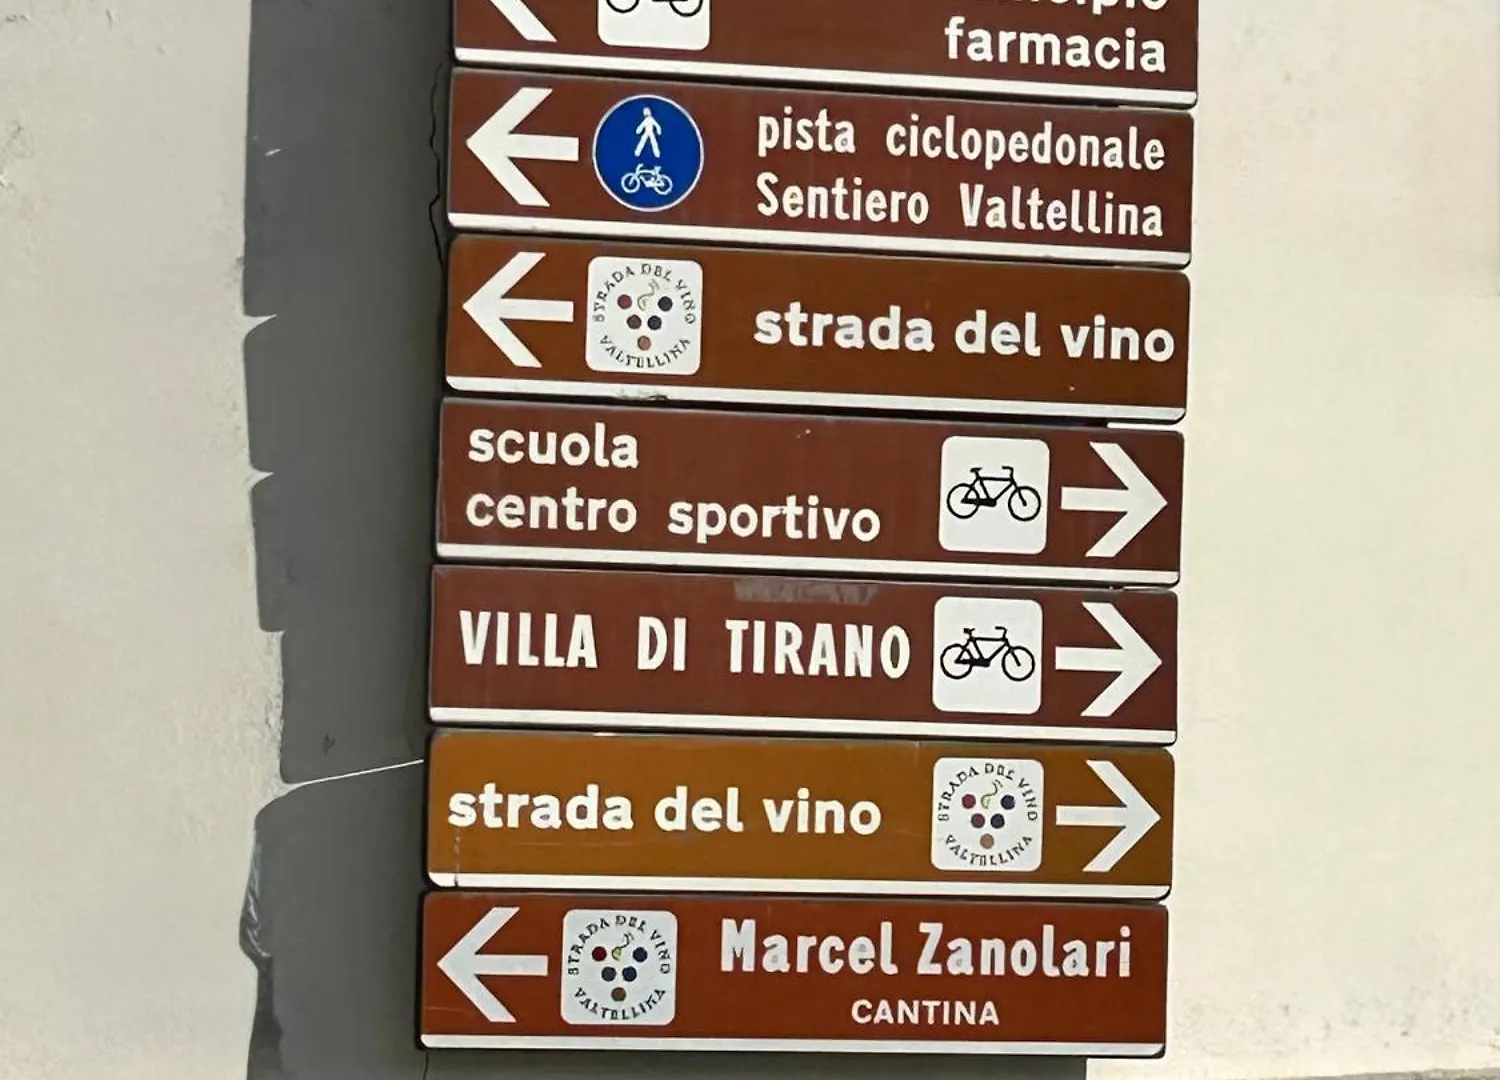 farmacia
pista ciclopedonale
Sentiero Valtellina
STRADA DEL VINO
VALTELLINA
strada del vino
scuola
centro sportivo
VILLA DI TIRANO
strada del vino
STRADA DEL VINO
VALTELLINA
STRADA DEL VINO
VALTELLINA
Marcel Zanolari
CANTINA